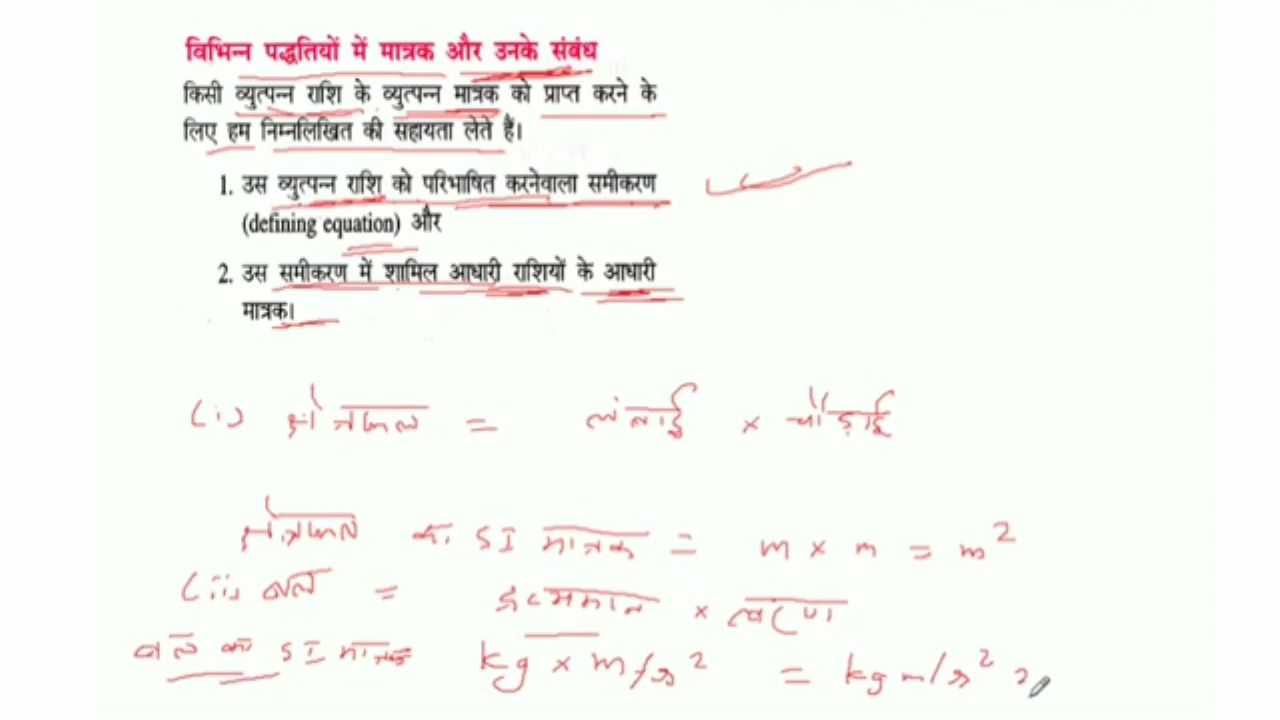 विभिन्न पद्धतियों में मात्रक और उनके संबंध
किसी व्युत्पन्न राशि के व्युत्पन्न मात्रक को प्राप्त करने के
लिए हम निम्नलिखित की सहायता लेते हैं।
1. उस व्युत्पन्न राशि को परिभाषित करनेवाला समीकरण
(defining equation) और
2. उस समीकरण में शामिल आधारी राशियों के आधारी
मात्रक।
(i) क्षेत्रफल = लंबाई × चौड़ाई
क्षेत्रफल का SI मात्रक = m × m = m²
(ii) बल = द्रव्यमान × त्वरण
बल का SI मात्रक kg × m/s² = kg m/s²